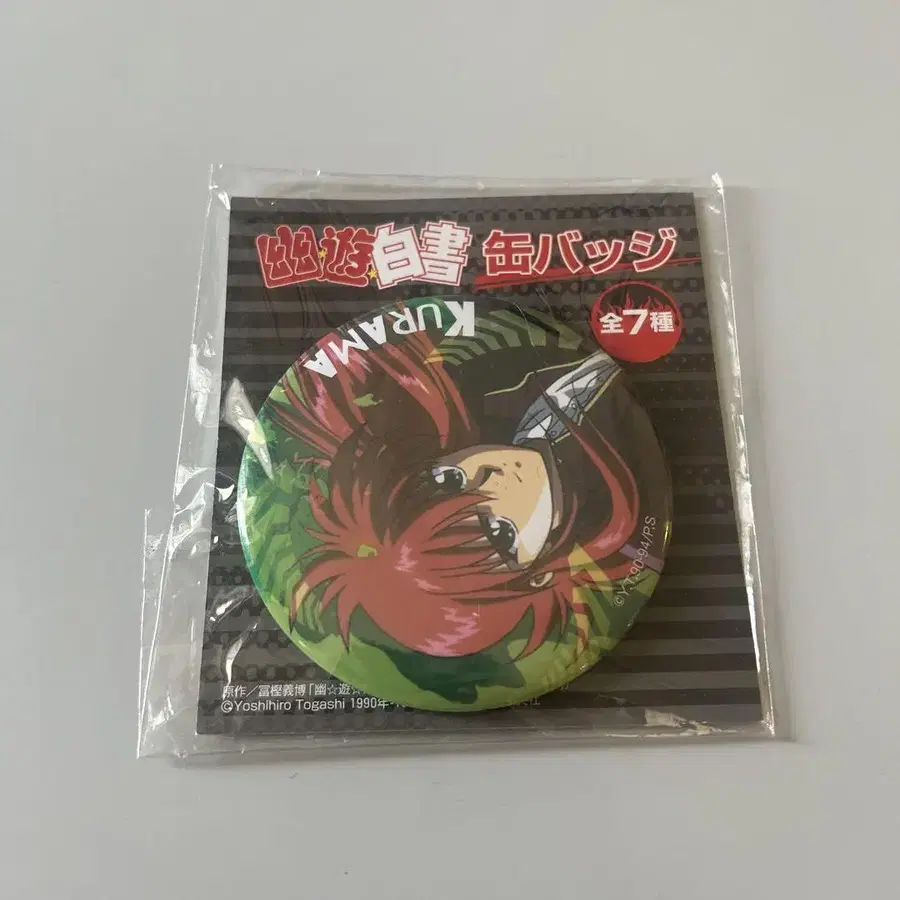 幽☆遊☆白書 缶バッジ
全7種
KURAMA
©Y.T.90-94/P.S
原作/冨樫義博「幽☆遊☆
©Yoshihiro Togashi 1990年-